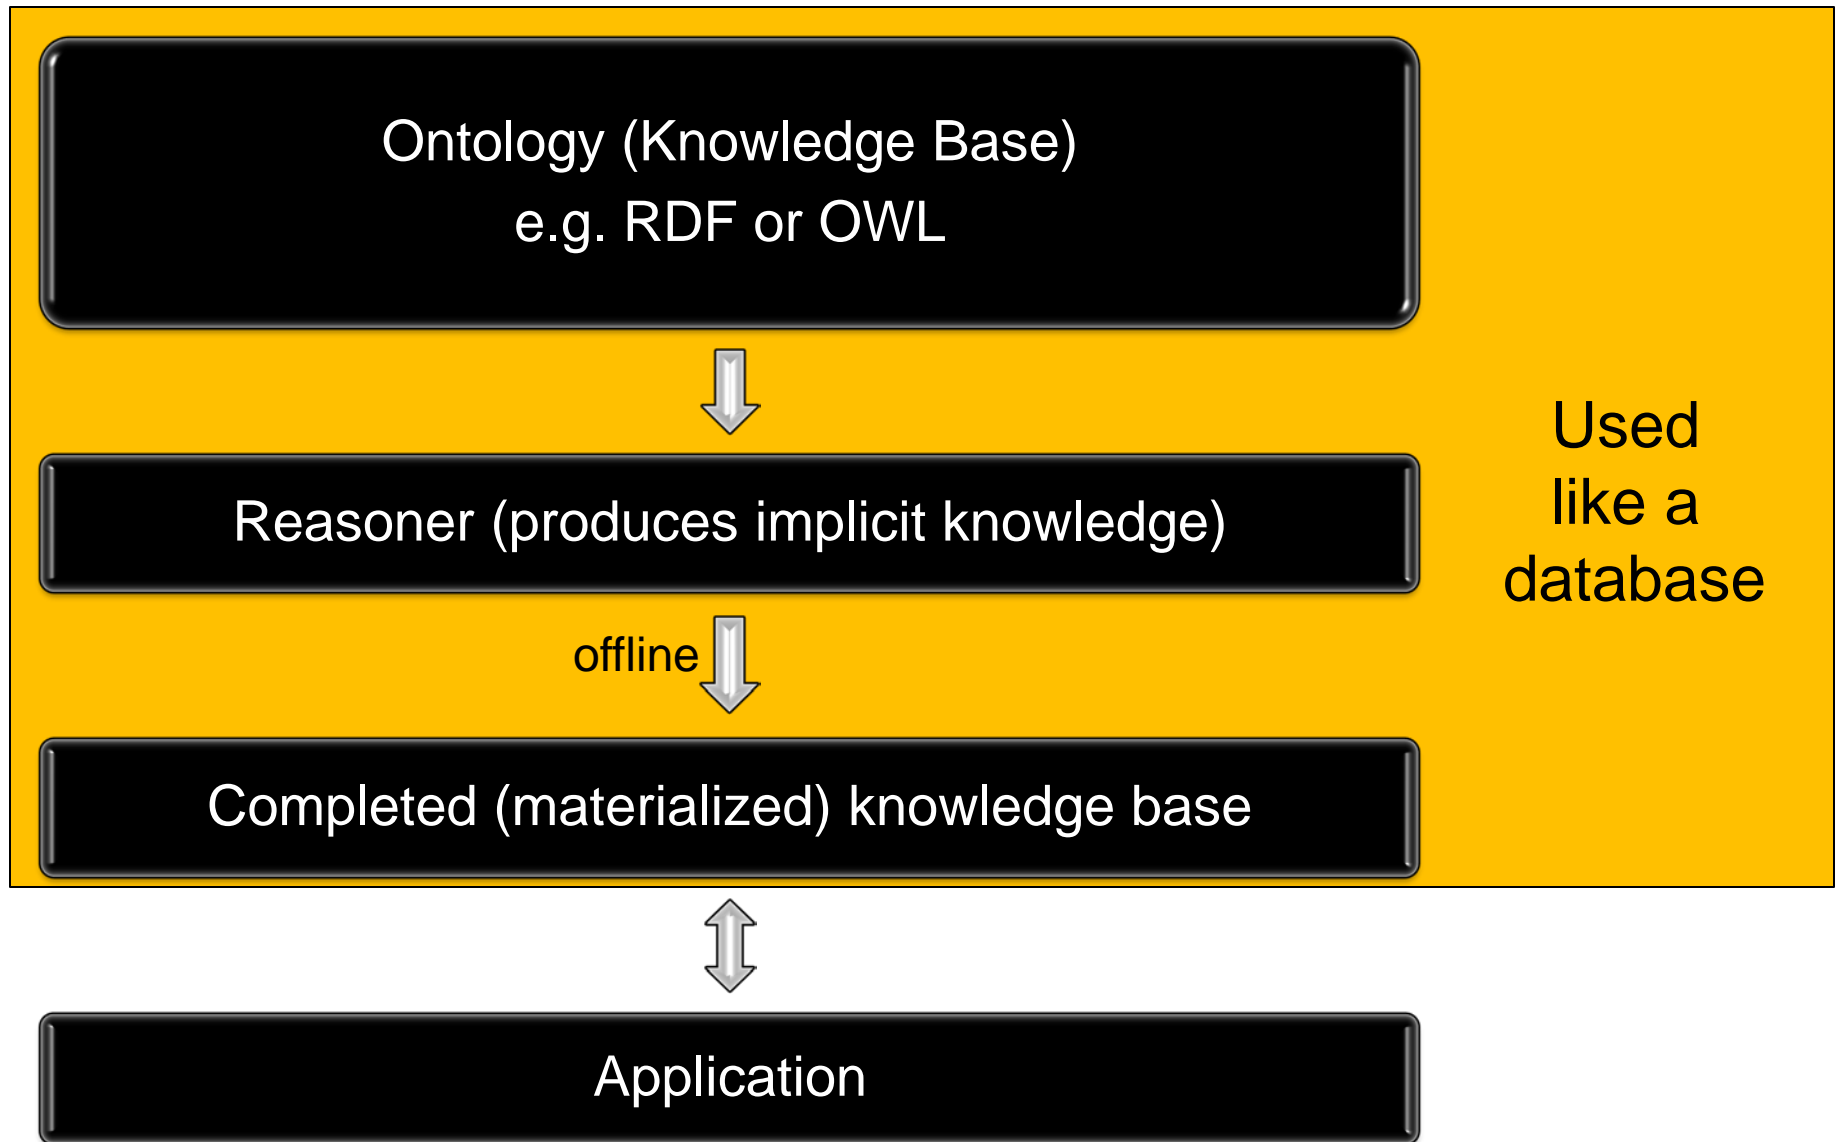 Ontology (Knowledge Base)
e.g. RDF or OWL
Reasoner (produces implicit knowledge)
offline
Completed (materialized) knowledge base
Used
like a
database
Application